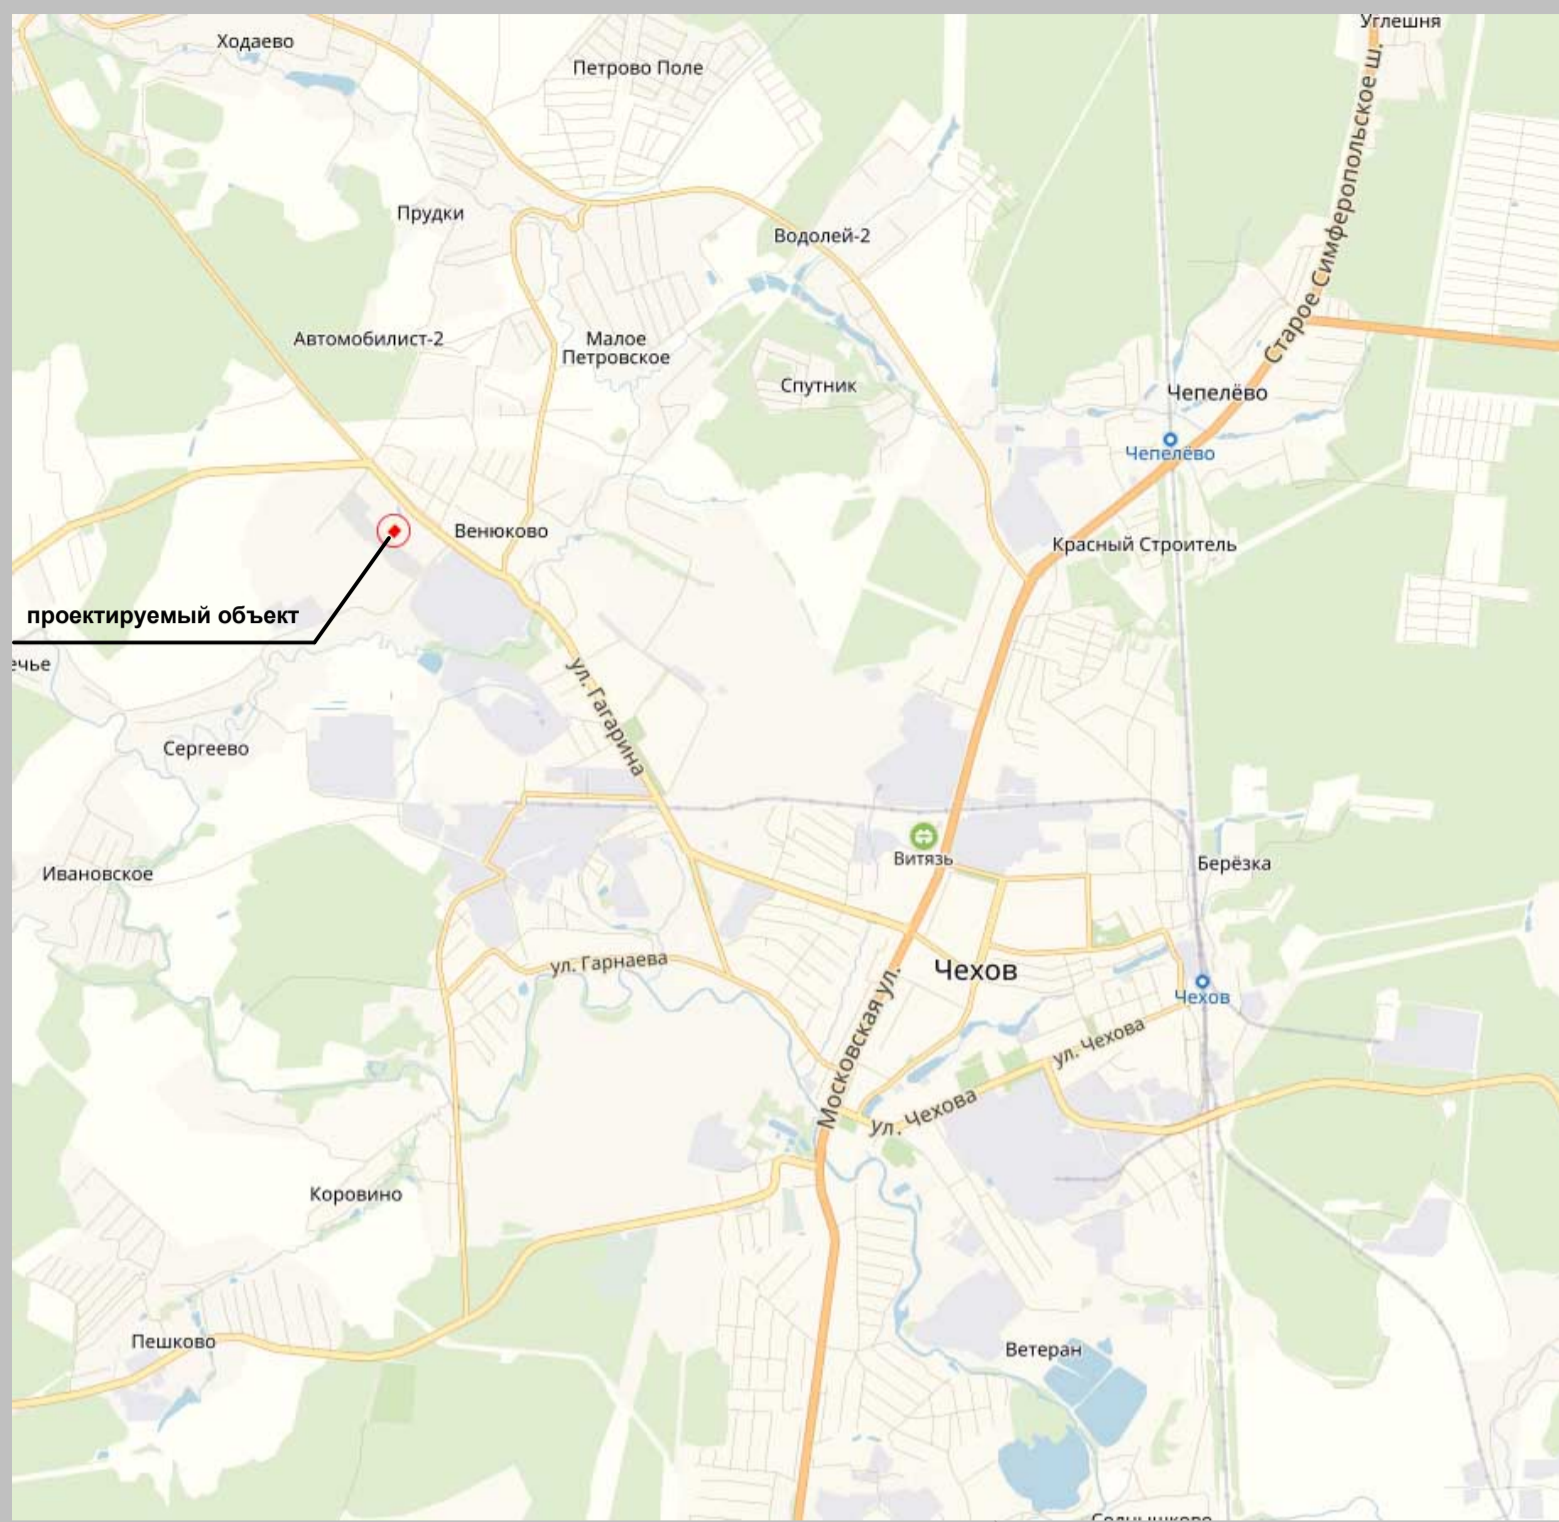 Углешня
Ходаево
Петрово Поле
Старое Симферопольское ш.
Прудки
Водолей-2
Автомобилист-2
Малое
Петровское
Спутник
Чепелёво
Чепелёво
Венюково
Красный Строитель
проектируемый объект
ечье
ул. Гагарина
Сергеево
Витязь
Берёзка
Ивановское
ул. Гарнаева
Чехов
Чехов
Московская ул.
ул. Чехова
ул. Чехова
Коровино
Пешково
Ветеран
Солнышково